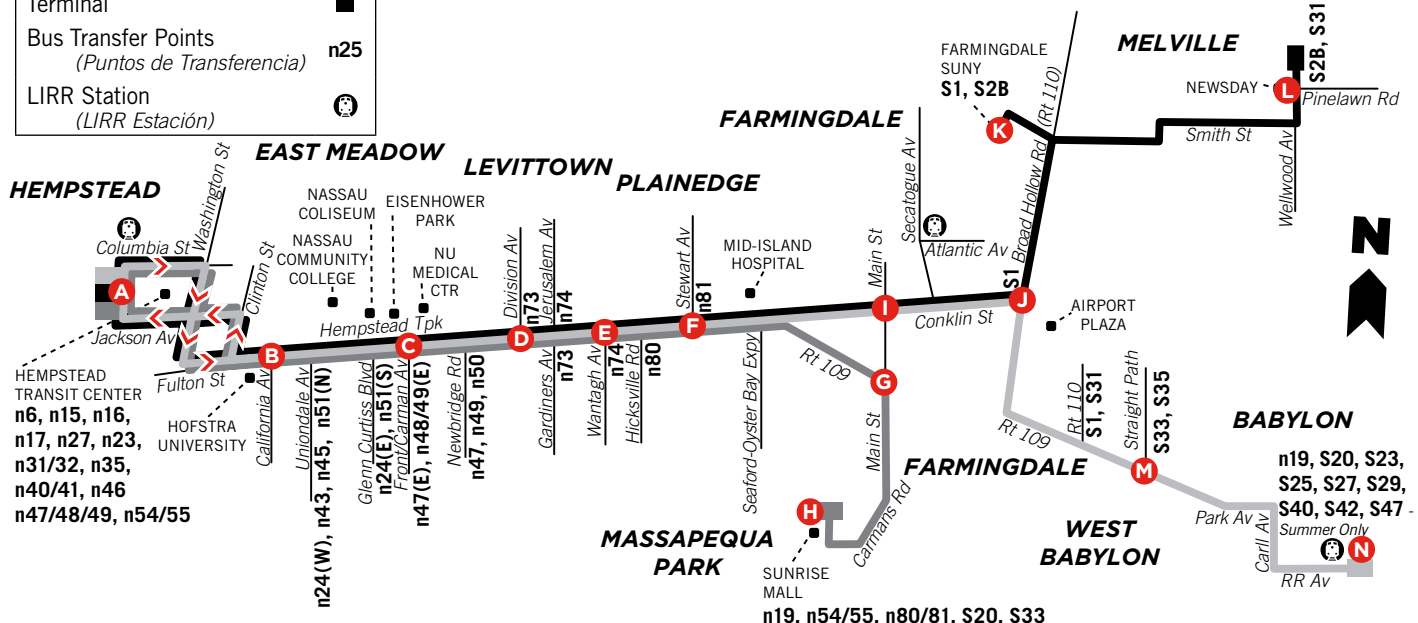 Terminal
Bus Transfer Points
(Puntos de Transferencia)
n25
LIRR Station
(LIRR Estación)
HEMPSTEAD
EAST MEADOW
LEVITTOWN
PLAINEDGE
FARMINGDALE
MELVILLE
FARMINGDALE
SUNY
S1, S2B
K
(Rt 110)
Broad Hollow Rd
NEWSDAY
L
S2B, S31
Pinelawn Rd
Smith St
Wellwood Av
N
Washington St
Columbia St
A
Jackson Av
Clinton St
Fulton St
HEMPSTEAD
TRANSIT CENTER
n6, n15, n16,
n17, n27, n23,
n31/32, n35,
n40/41, n46
n47/48/49, n54/55
HOFSTRA
UNIVERSITY
B
California Av
Uniondale Av
n24(W), n43, n45, n51(N)
NASSAU
COLISEUM
NASSAU
COMMUNITY
COLLEGE
EISENHOWER
PARK
NU
MEDICAL
CTR
Hempstead Tpk
Glenn Curtiss Blvd
n24(E), n51(S)
C
Front/Carman Av
n47(E), n48/49(E)
Newbridge Rd
n47, n49, n50
Division Av
n73
Jerusalem Av
n74
D
Gardiners Av
n73
E
Wantagh Av
n74
Hicksville Rd
n80
Stewart Av
n81
F
MID-ISLAND
HOSPITAL
Seaford-Oyster Bay Expy
Rt 109
Main St
I
G
Main St
Carmans Rd
H
MASSAPEQUA
PARK
SUNRISE
MALL
n19, n54/55, n80/81, S20, S33
Secatogue Av
Atlantic Av
Conklin St
S1
J
AIRPORT
PLAZA
Rt 109
FARMINGDALE
Rt 110
S1, S31
Straight Path
S33, S35
M
WEST
BABYLON
Park Av
Carll Av
RR Av
BABYLON
n19, S20, S23,
S25, S27, S29,
S40, S42, S47 -
Summer Only
N